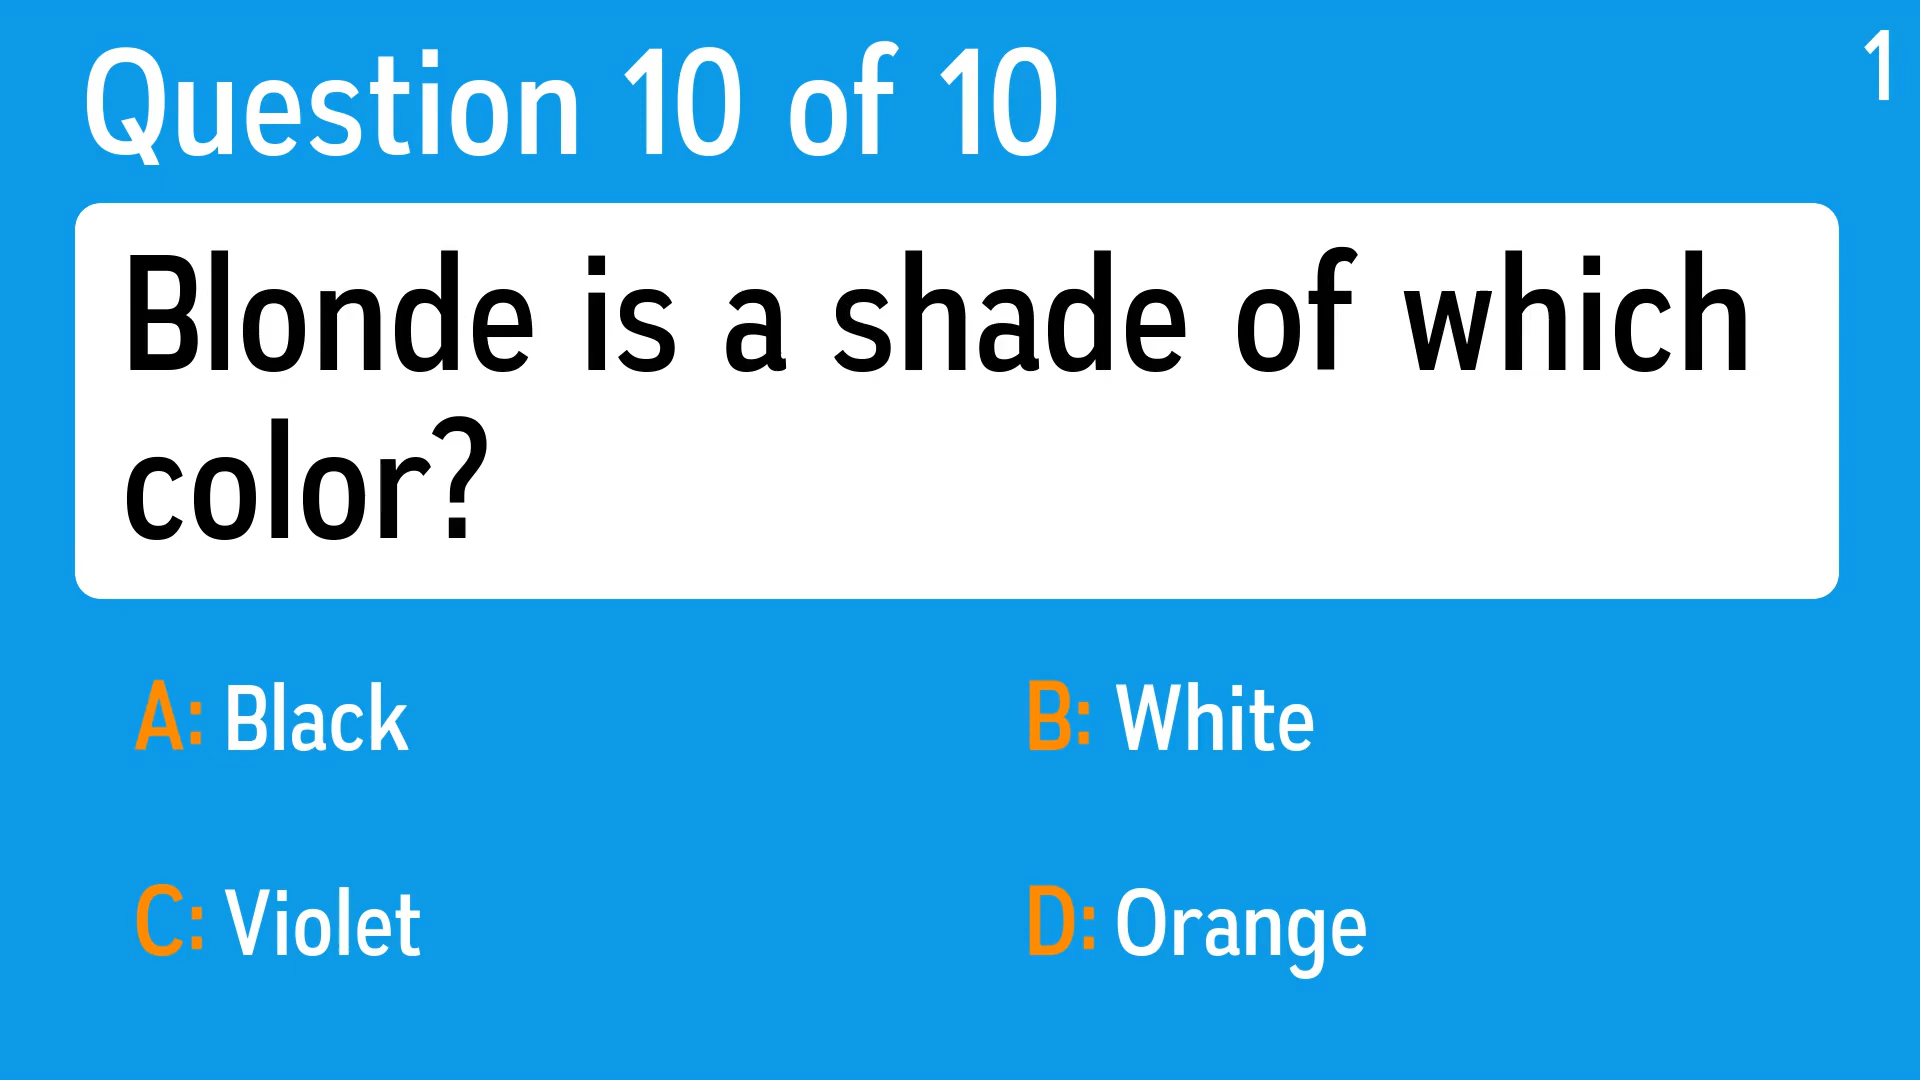 Question 10 of 10
1
Blonde is a shade of which
color?
A: Black
B: White
C: Violet
D: Orange